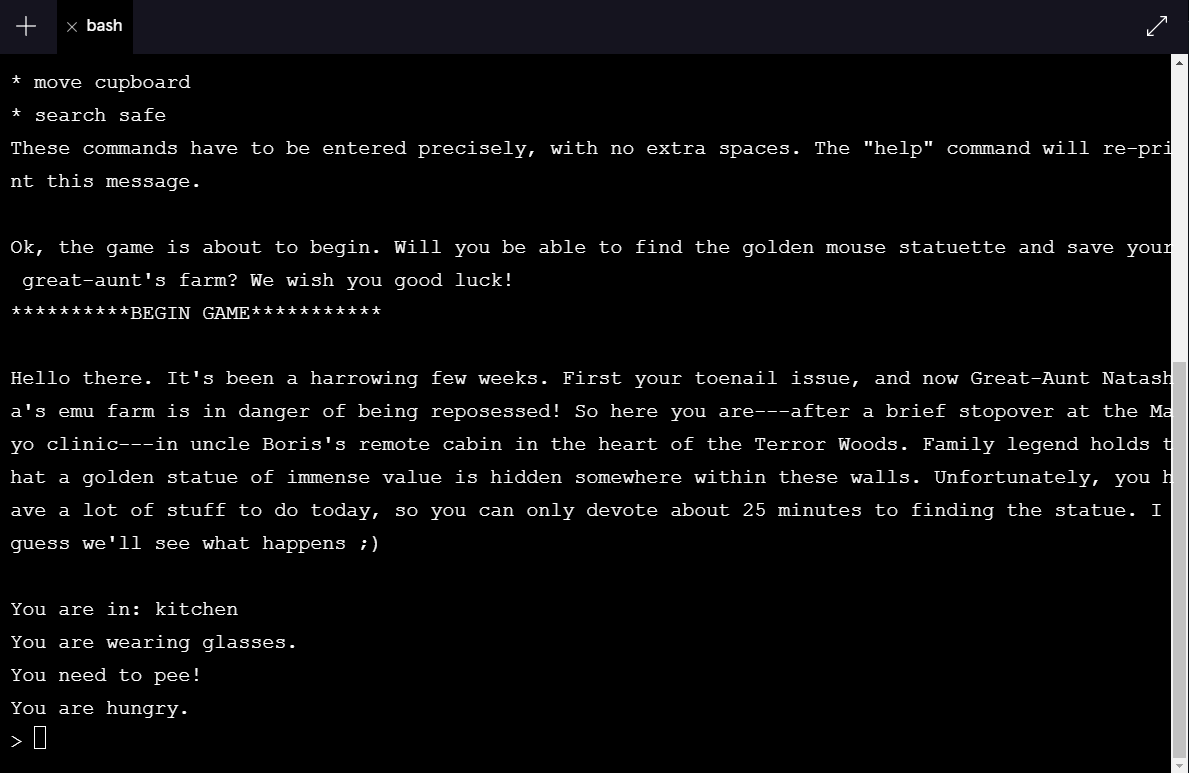 bash
* move cupboard
* search safe
These commands have to be entered precisely, with no extra spaces. The "help" command will re-pri
nt this message.
Ok, the game is about to begin. Will you be able to find the golden mouse statuette and save your
great-aunt's farm? We wish you good luck!
**********BEGIN GAME***********
Hello there. It's been a harrowing few weeks. First your toenail issue, and now Great-Aunt Natash
a's emu farm is in danger of being reposessed! So here you are---after a brief stopover at the Ma
yo clinic---in uncle Boris's remote cabin in the heart of the Terror Woods. Family legend holds t
hat a golden statue of immense value is hidden somewhere within these walls. Unfortunately, you h
ave a lot of stuff to do today, so you can only devote about 25 minutes to finding the statue. I
guess we'll see what happens ;)
You are in: kitchen
You are wearing glasses.
You need to pee!
You are hungry.
>